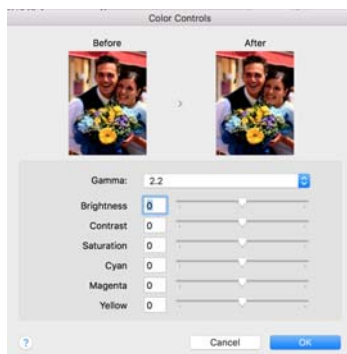 Color Controls
Before After
>
Gamma: 2.2
Brightness 0
Contrast 0
Saturation 0
Cyan 0
Magenta 0
Yellow 0
? Cancel OK